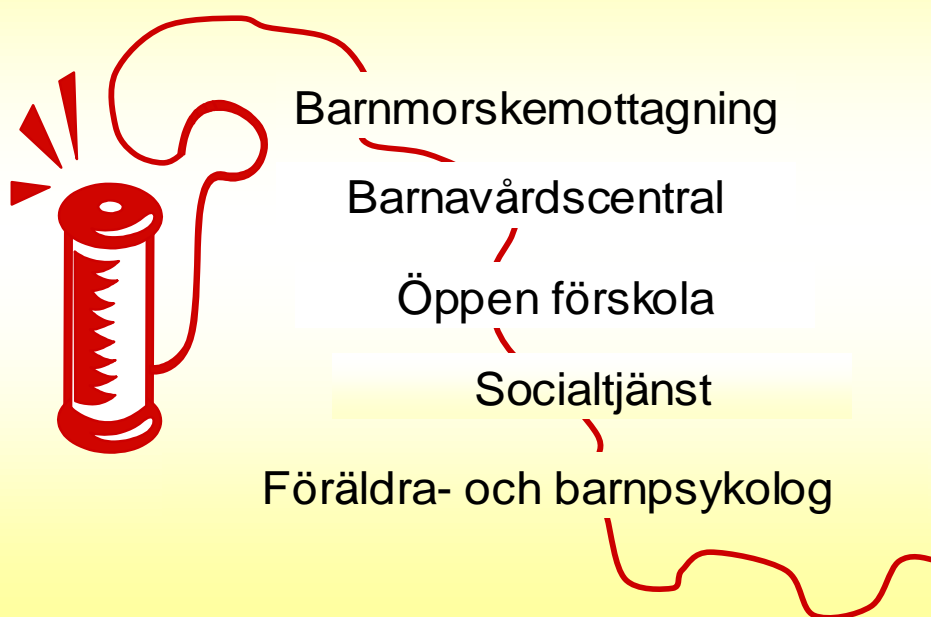 Barnmorskemottagning
Barnavårdscentral
Öppen förskola
Socialtjänst
Föräldra- och barnpsykolog